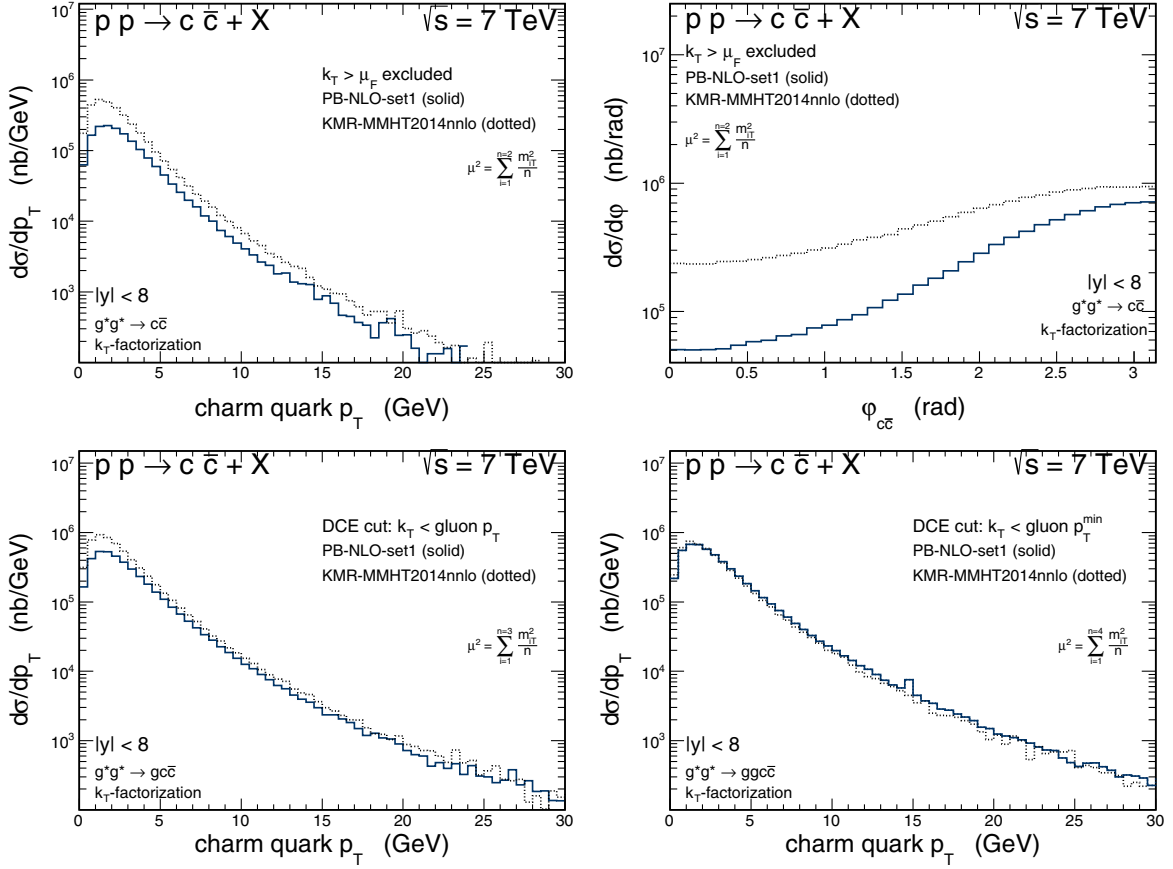 p p → c c̄ + X √s = 7 TeV
k_T > μ_F excluded
PB-NLO-set1 (solid)
KMR-MMHT2014nnlo (dotted)
μ² = Σ_{i=1}^{n=2} m_{iT}²/n
|y| < 8
g*g* → cc̄
k_T-factorization
dσ/dp_T (nb/GeV)
10⁷
10⁶
10⁵
10⁴
10³
0 5 10 15 20 25 30
charm quark p_T (GeV)
p p → c c̄ + X √s = 7 TeV
k_T > μ_F excluded
PB-NLO-set1 (solid)
KMR-MMHT2014nnlo (dotted)
μ² = Σ_{i=1}^{n=2} m_{iT}²/n
|y| < 8
g*g* → cc̄
k_T-factorization
dσ/dφ (nb/rad)
10⁷
10⁶
10⁵
0 0.5 1 1.5 2 2.5 3
φ_{cc̄} (rad)
p p → c c̄ + X √s = 7 TeV
DCE cut: k_T < gluon p_T
PB-NLO-set1 (solid)
KMR-MMHT2014nnlo (dotted)
μ² = Σ_{i=1}^{n=3} m_{iT}²/n
|y| < 8
g*g* → gcc̄
k_T-factorization
dσ/dp_T (nb/GeV)
10⁷
10⁶
10⁵
10⁴
10³
0 5 10 15 20 25 30
charm quark p_T (GeV)
p p → c c̄ + X √s = 7 TeV
DCE cut: k_T < gluon p_T^{min}
PB-NLO-set1 (solid)
KMR-MMHT2014nnlo (dotted)
μ² = Σ_{i=1}^{n=4} m_{iT}²/n
|y| < 8
g*g* → ggcc̄
k_T-factorization
dσ/dp_T (nb/GeV)
10⁷
10⁶
10⁵
10⁴
10³
0 5 10 15 20 25 30
charm quark p_T (GeV)